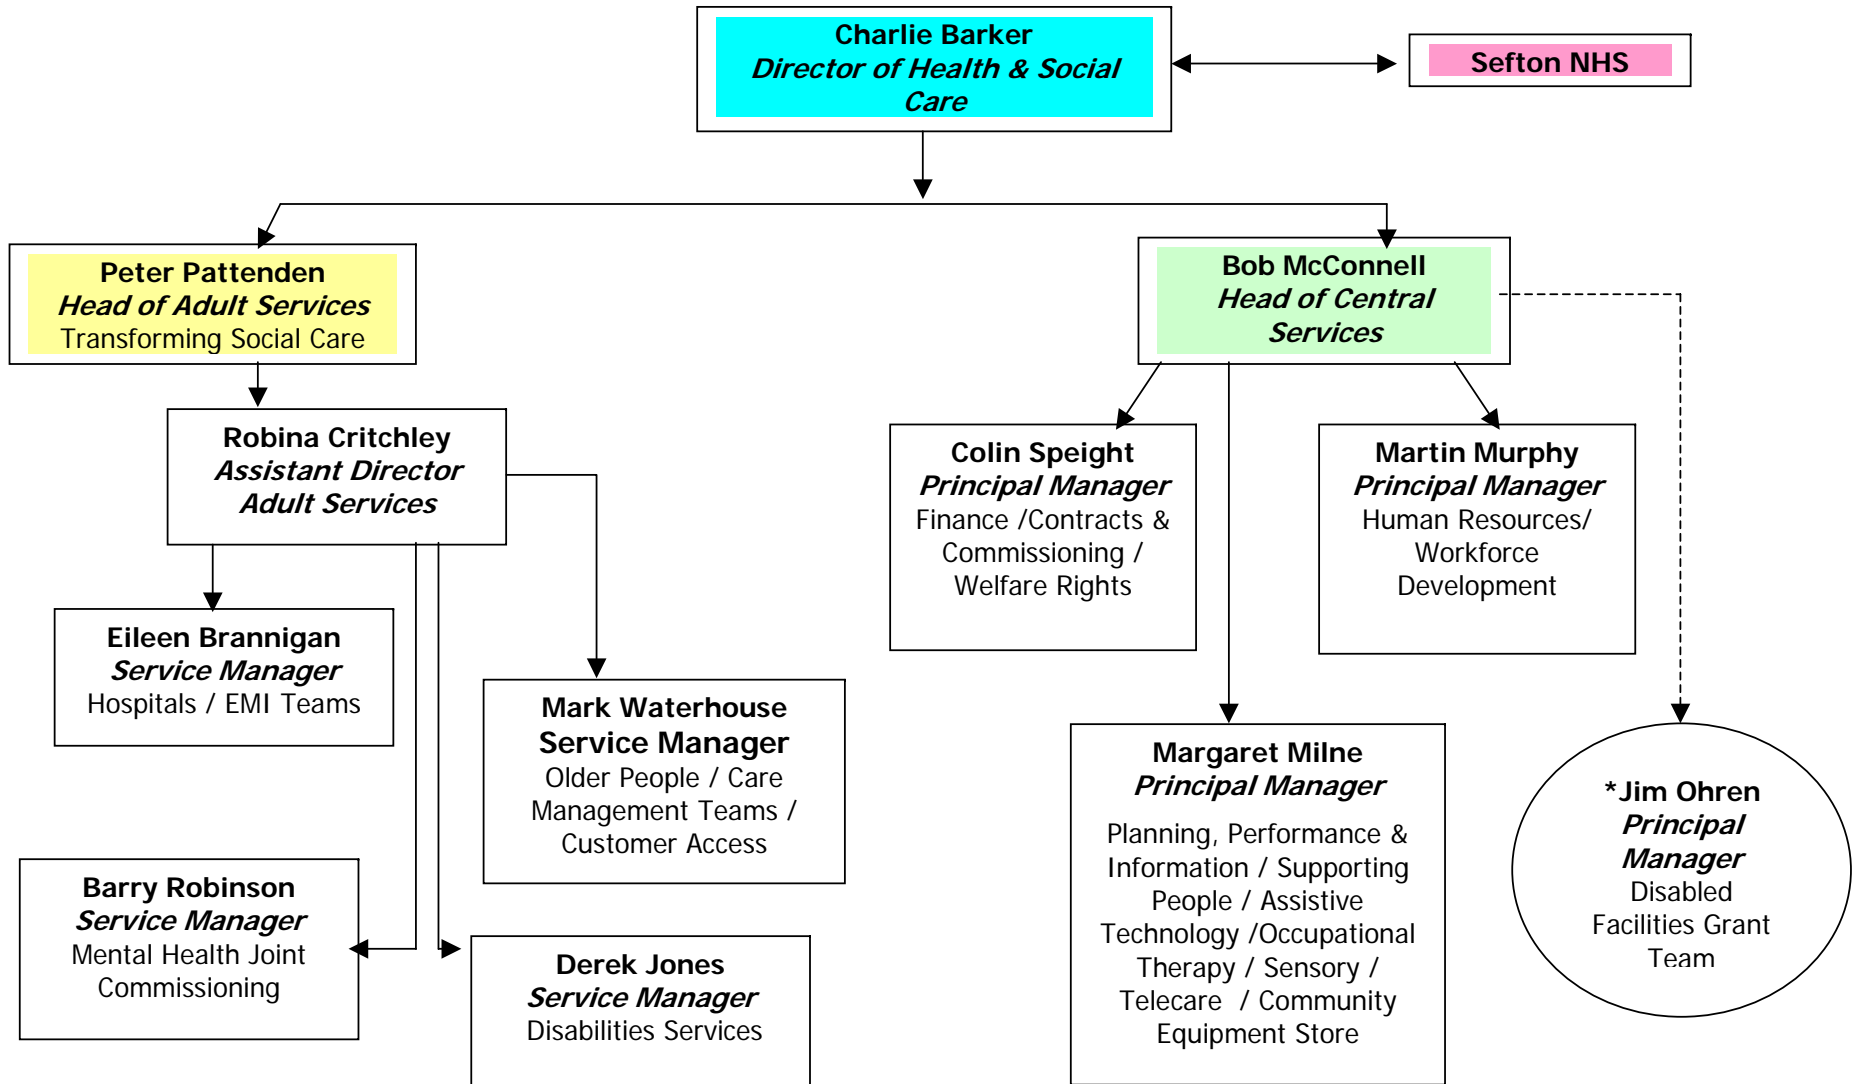 Charlie Barker
Director of Health & Social
Care
Sefton NHS
Peter Pattenden
Head of Adult Services
Transforming Social Care
Bob McConnell
Head of Central
Services
Robina Critchley
Assistant Director
Adult Services
Colin Speight
Principal Manager
Finance /Contracts &
Commissioning /
Welfare Rights
Martin Murphy
Principal Manager
Human Resources/
Workforce
Development
Eileen Brannigan
Service Manager
Hospitals / EMI Teams
Mark Waterhouse
Service Manager
Older People / Care
Management Teams /
Customer Access
Margaret Milne
Principal Manager
Planning, Performance &
Information / Supporting
People / Assistive
Technology /Occupational
Therapy / Sensory /
Telecare / Community
Equipment Store
*Jim Ohren
Principal
Manager
Disabled
Facilities Grant
Team
Barry Robinson
Service Manager
Mental Health Joint
Commissioning
Derek Jones
Service Manager
Disabilities Services